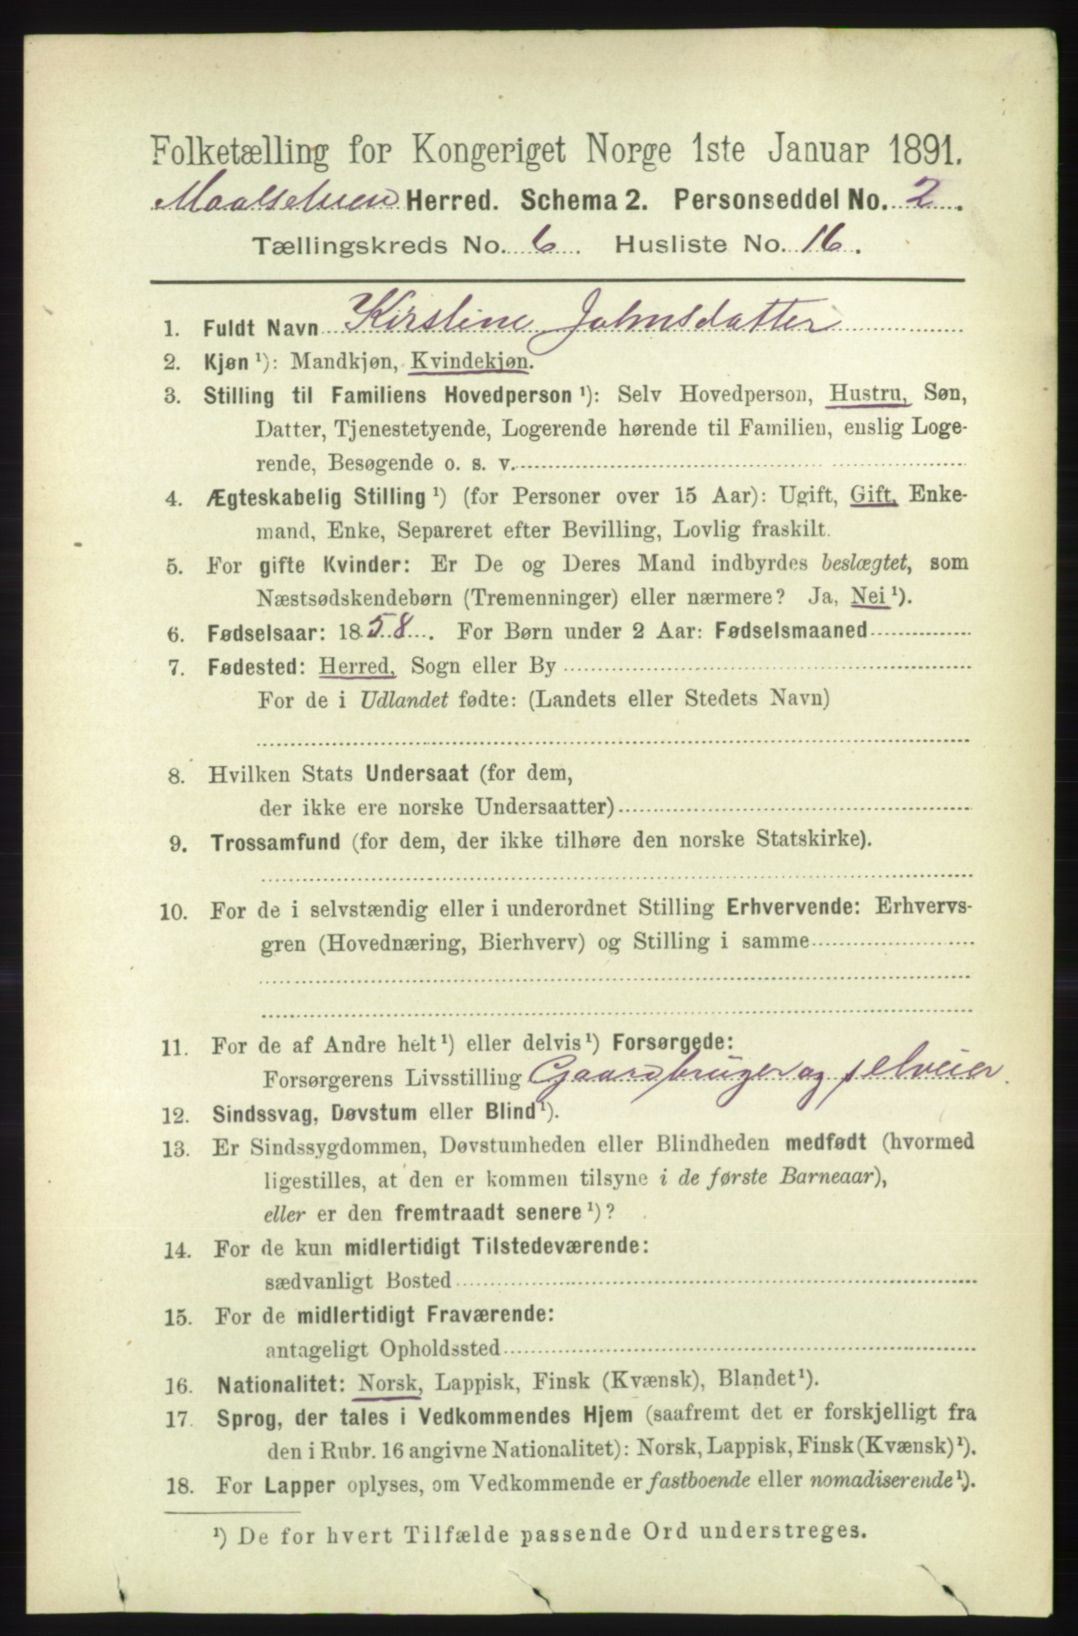 Folketælling for Kongeriget Norge 1ste Januar 1891.
Maalselven Herred. Schema 2. Personseddel No. 2.
Tællingskreds No. 6. Husliste No. 16.
1. Fuldt Navn Kirstine Johnsdatter
2. Kjøn ¹): Mandkjøn, Kvindekjøn.
3. Stilling til Familiens Hovedperson ¹): Selv Hovedperson, Hustru, Søn,
Datter, Tjenestetyende, Logerende hørende til Familien, enslig Loge-
rende, Besøgende o. s. v.
4. Ægteskabelig Stilling ¹) (for Personer over 15 Aar): Ugift, Gift, Enke-
mand, Enke, Separeret efter Bevilling, Lovlig fraskilt.
5. For gifte Kvinder: Er De og Deres Mand indbyrdes beslægtet, som
Næstsødskendebørn (Tremenninger) eller nærmere? Ja, Nei ¹).
6. Fødselsaar: 1858. For Børn under 2 Aar: Fødselsmaaned
7. Fødested: Herred, Sogn eller By
For de i Udlandet fødte: (Landets eller Stedets Navn)
8. Hvilken Stats Undersaat (for dem,
der ikke ere norske Undersaatter)
9. Trossamfund (for dem, der ikke tilhøre den norske Statskirke).
10. For de i selvstændig eller i underordnet Stilling Erhvervende: Erhvervs-
gren (Hovednæring, Bierhverv) og Stilling i samme
11. For de af Andre helt ¹) eller delvis ¹) Forsørgede:
Forsørgerens Livsstilling Gaardbruger og selveier.
12. Sindssvag, Døvstum eller Blind ¹).
13. Er Sindssygdommen, Døvstumheden eller Blindheden medfødt (hvormed
ligestilles, at den er kommen tilsyne i de første Barneaar),
eller er den fremtraadt senere ¹)?
14. For de kun midlertidigt Tilstedeværende:
sædvanligt Bosted
15. For de midlertidigt Fraværende:
antageligt Opholdssted
16. Nationalitet: Norsk, Lappisk, Finsk (Kvænsk), Blandet ¹).
17. Sprog, der tales i Vedkommendes Hjem (saafremt det er forskjelligt fra
den i Rubr. 16 angivne Nationalitet): Norsk, Lappisk, Finsk (Kvænsk) ¹).
18. For Lapper oplyses, om Vedkommende er fastboende eller nomadiserende ¹).
¹) De for hvert Tilfælde passende Ord understreges.